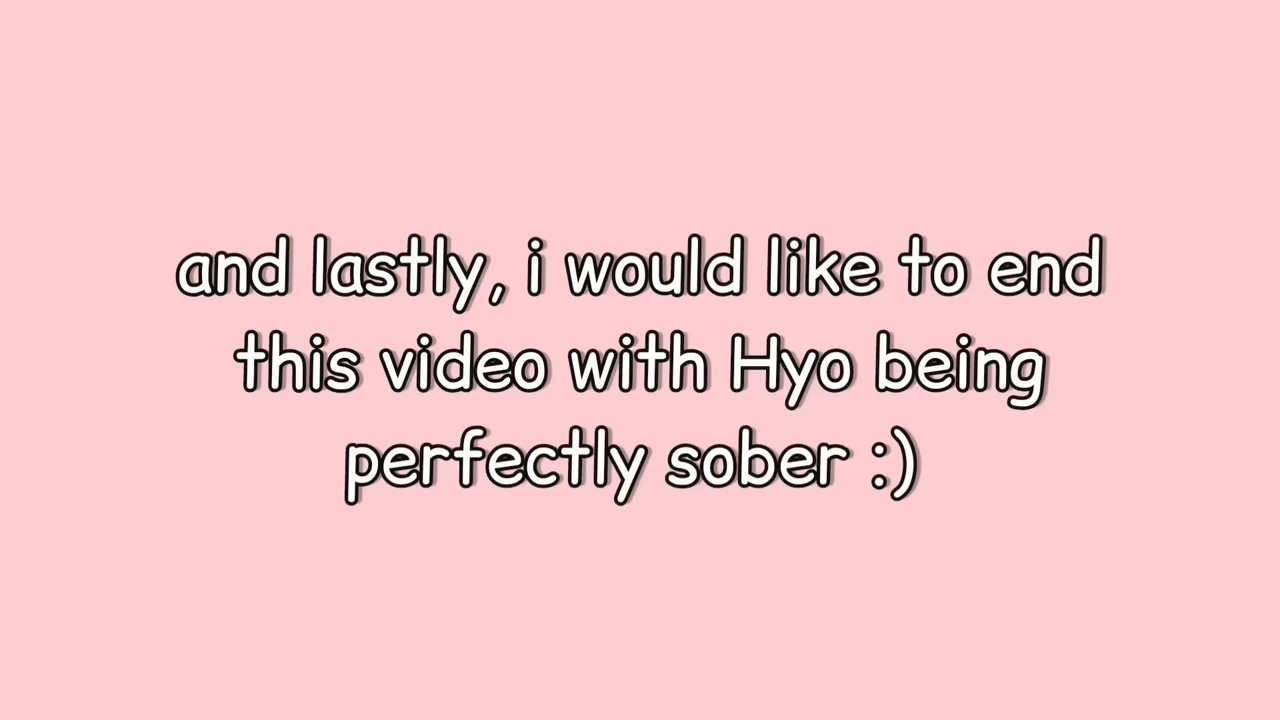 and lastly, i would like to end
this video with Hyo being
perfectly sober :)